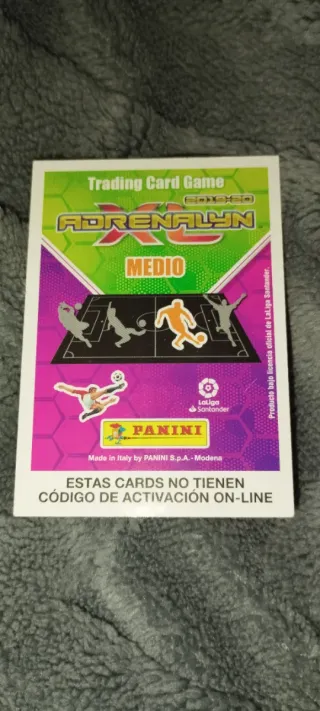 Trading Card Game
2019-20
ADRENALYN
XL
MEDIO
Producto bajo licencia oficial de LaLiga Santander.
LaLiga
Santander
PANINI
Made in Italy by PANINI S.p.A. - Modena
ESTAS CARDS NO TIENEN
CÓDIGO DE ACTIVACIÓN ON-LINE